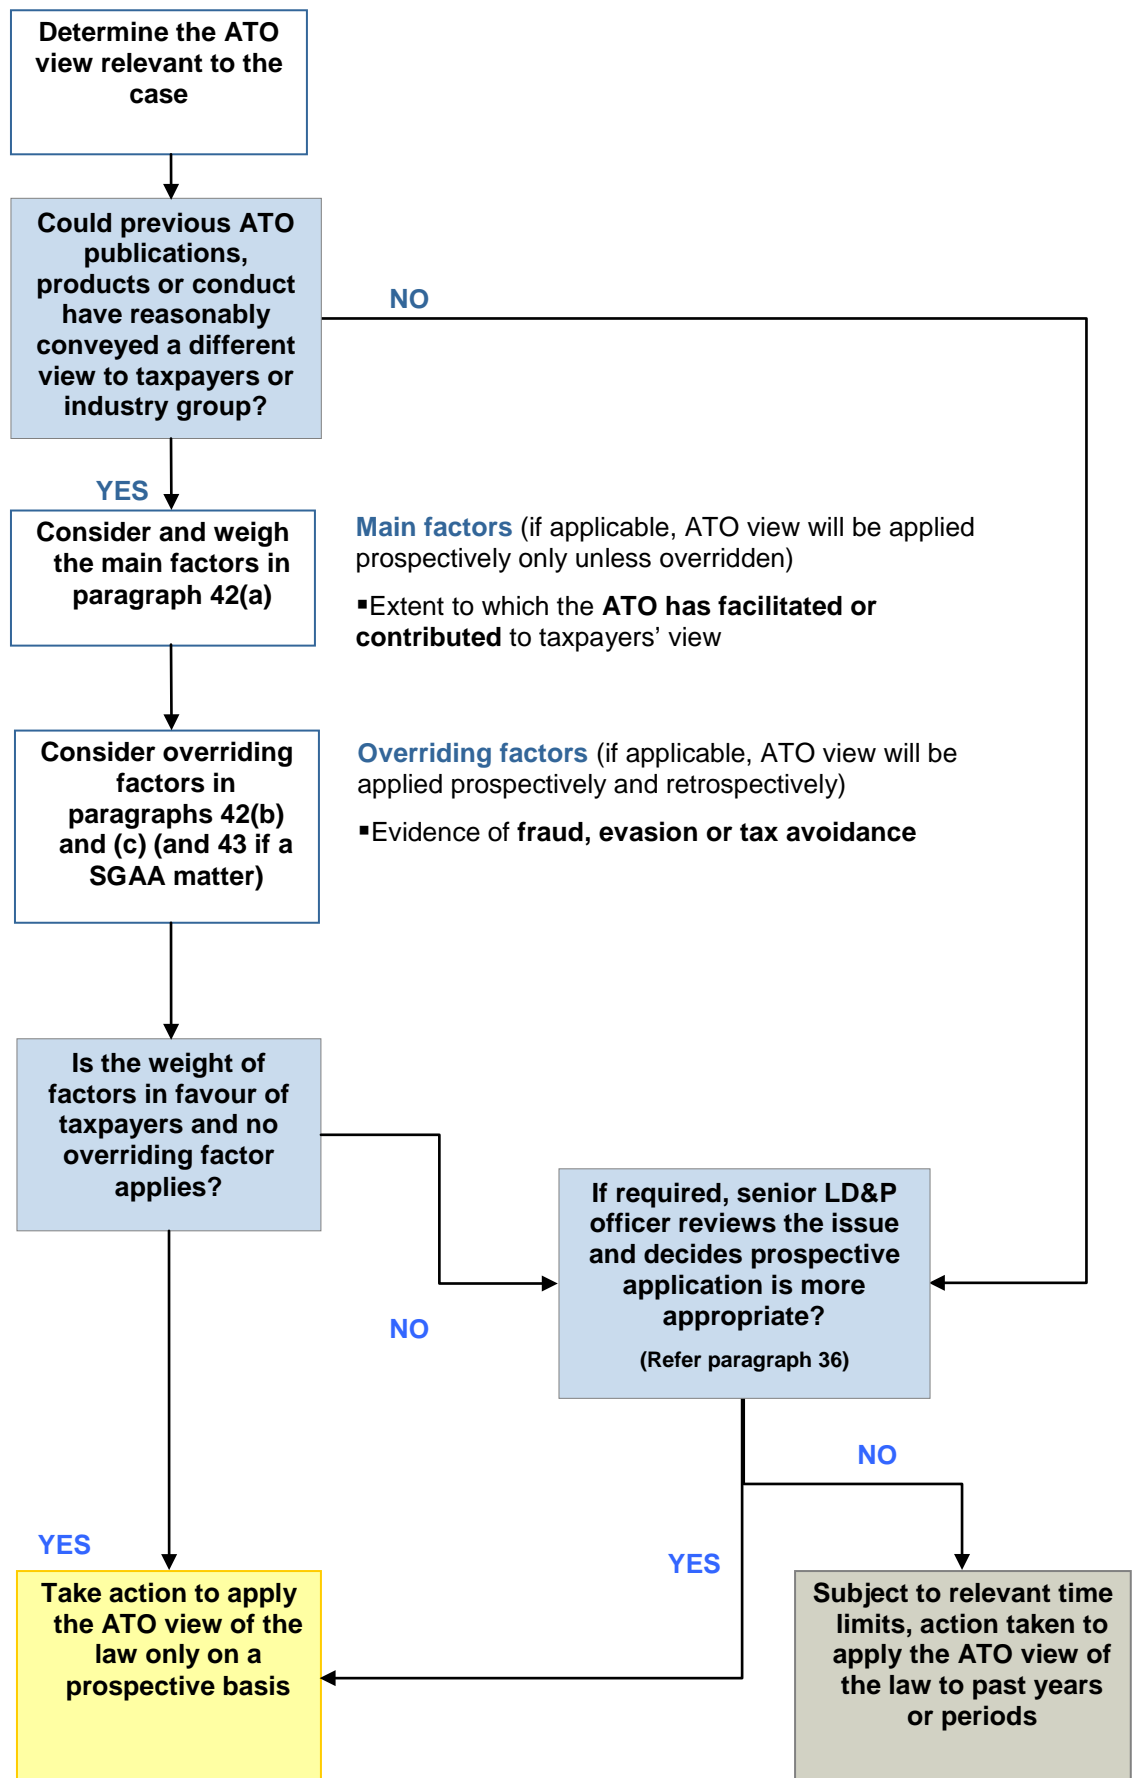 Determine the ATO
view relevant to the
case
Could previous ATO
publications,
products or conduct
have reasonably
conveyed a different
view to taxpayers or
industry group?
NO
YES
Consider and weigh
the main factors in
paragraph 42(a)
Main factors (if applicable, ATO view will be applied
prospectively only unless overridden)
▪Extent to which the ATO has facilitated or
contributed to taxpayers’ view
Consider overriding
factors in
paragraphs 42(b)
and (c) (and 43 if a
SGAA matter)
Overriding factors (if applicable, ATO view will be
applied prospectively and retrospectively)
▪Evidence of fraud, evasion or tax avoidance
Is the weight of
factors in favour of
taxpayers and no
overriding factor
applies?
NO
If required, senior LD&P
officer reviews the issue
and decides prospective
application is more
appropriate?
(Refer paragraph 36)
NO
YES
YES
Take action to apply
the ATO view of the
law only on a
prospective basis
Subject to relevant time
limits, action taken to
apply the ATO view of
the law to past years
or periods